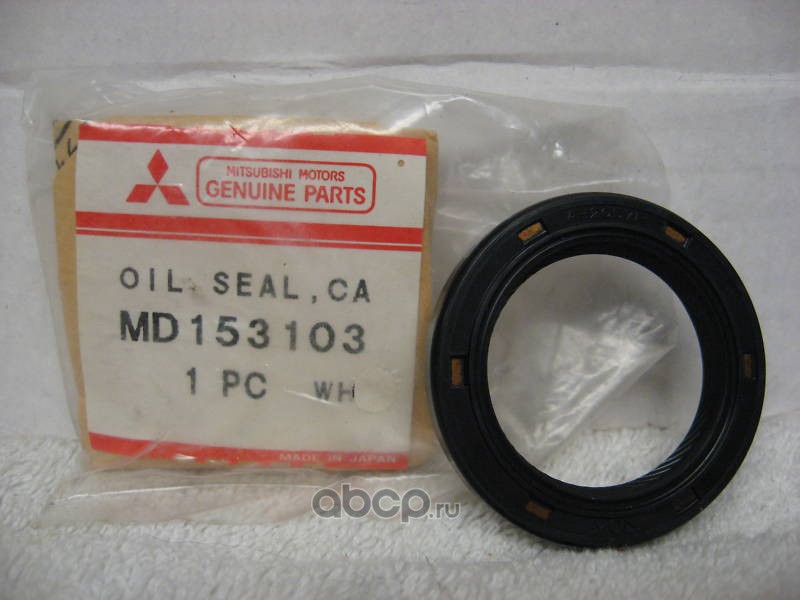 MITSUBISHI MOTORS
GENUINE PARTS
OIL SEAL, CA
MD153103
1 PC WH
MADE IN JAPAN
abcp.ru